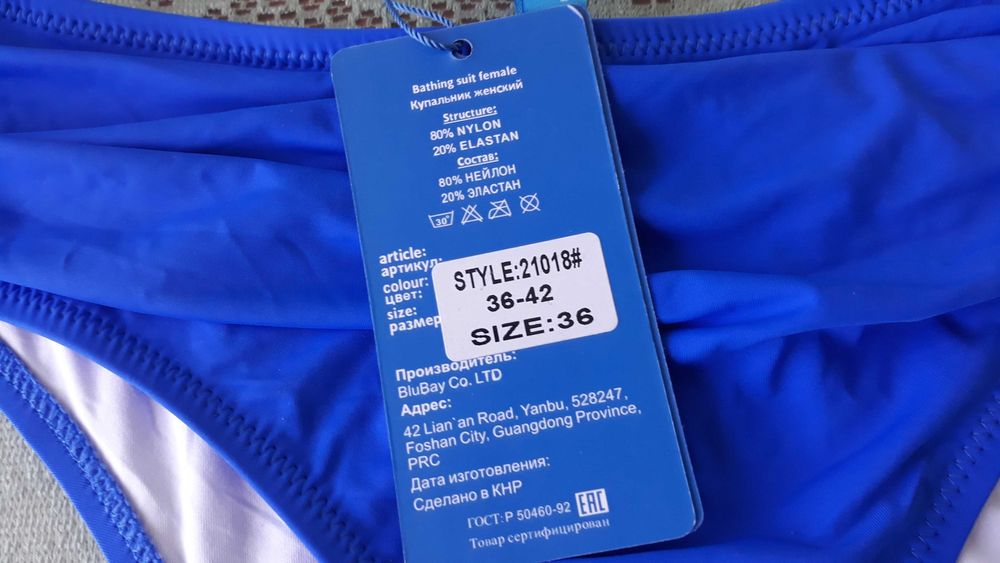 Bathing suit female
Купальник женский
Structure:
80% NYLON
20% ELASTAN
Состав:
80% НЕЙЛОН
20% ЭЛАСТАН
30°
article:
артикул:
colour:
цвет:
size:
размер
STYLE:21018#
36-42
SIZE:36
Производитель:
BluBay Co. LTD
Адрес:
42 Lian`an Road, Yanbu, 528247,
Foshan City, Guangdong Province,
PRC
Дата изготовления:
Сделано в КНР
ГОСТ: Р 50460-92 EAC
Товар сертифицирован